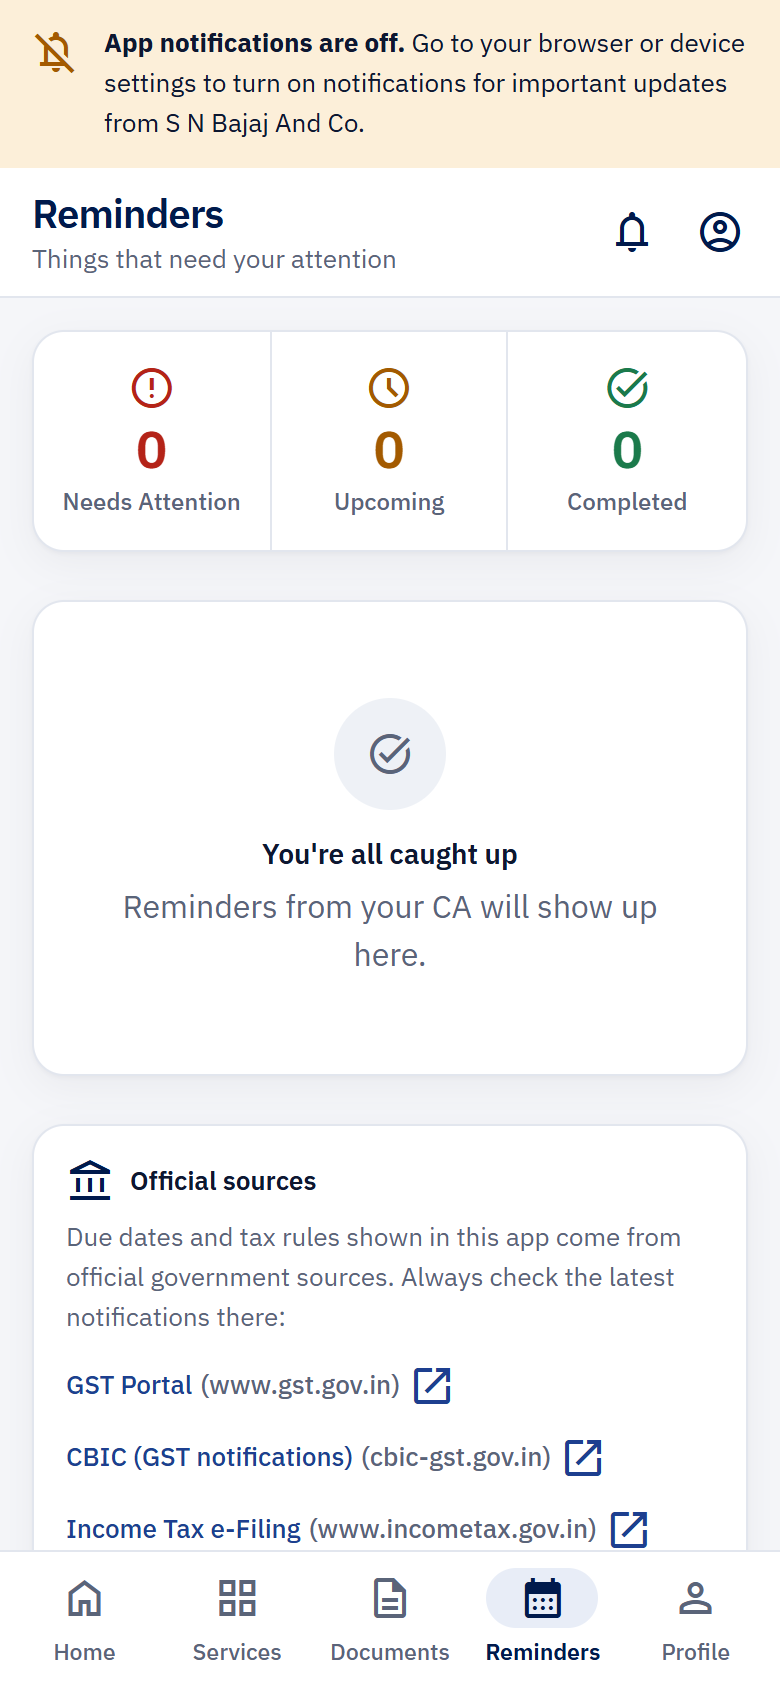 App notifications are off. Go to your browser or device
settings to turn on notifications for important updates
from S N Bajaj And Co.
Reminders
Things that need your attention
0
Needs Attention
0
Upcoming
0
Completed
You're all caught up
Reminders from your CA will show up
here.
Official sources
Due dates and tax rules shown in this app come from
official government sources. Always check the latest
notifications there:
GST Portal (www.gst.gov.in)
CBIC (GST notifications) (cbic-gst.gov.in)
Income Tax e-Filing (www.incometax.gov.in)
Home
Services
Documents
Reminders
Profile